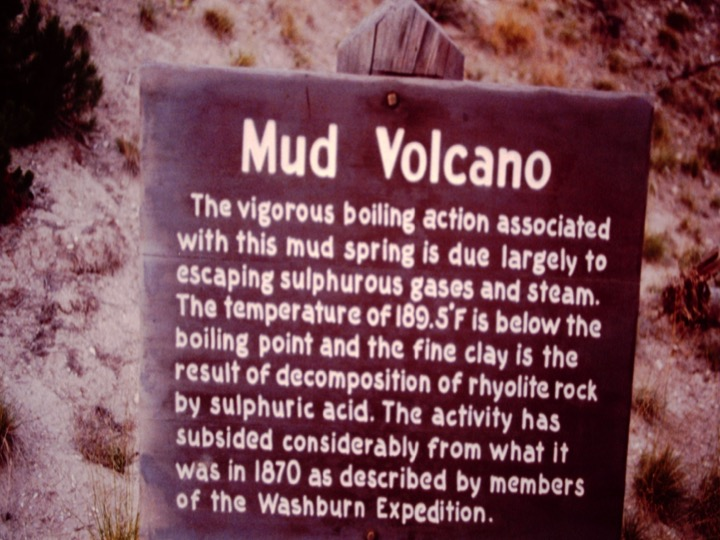 Mud Volcano
The vigorous boiling action associated
with this mud spring is due largely to
escaping sulphurous gases and steam.
The temperature of 189.5°F is below the
boiling point and the fine clay is the
result of decomposition of rhyolite rock
by sulphuric acid. The activity has
subsided considerably from what it
was in 1870 as described by members
of the Washburn Expedition.